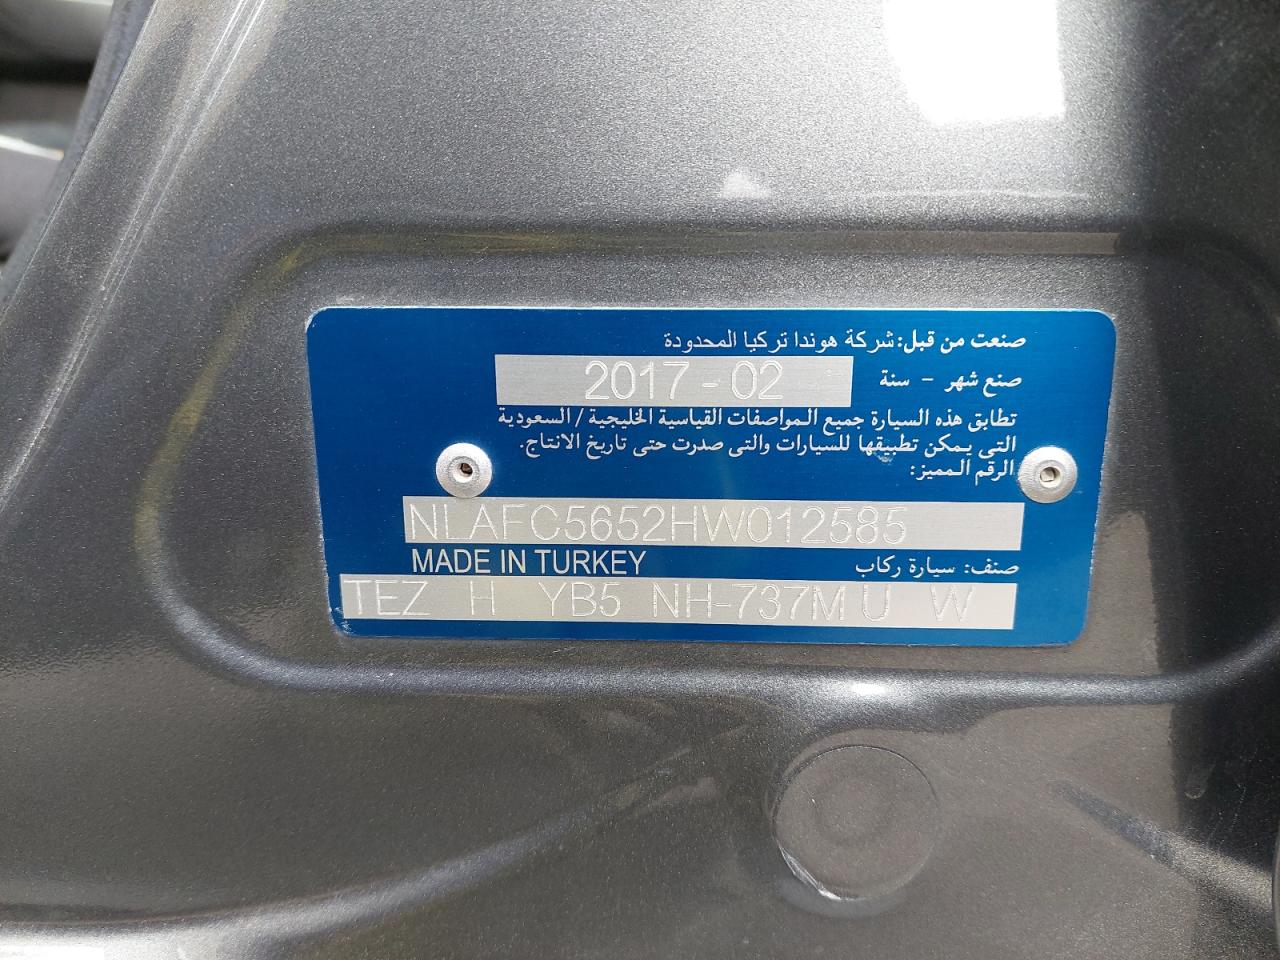 صنعت من قبل: شركة هوندا تركيا المحدودة
صنع شهر - سنة 2017 - 02
تطابق هذه السيارة جميع المواصفات القياسية الخليجية / السعودية
التى يمكن تطبيقها للسيارات والتى صدرت حتى تاريخ الانتاج.
الرقم المميز:
NLAFC5652HW012585
صنف: سيارة ركاب MADE IN TURKEY
TEZ H YB5 NH-737M U W